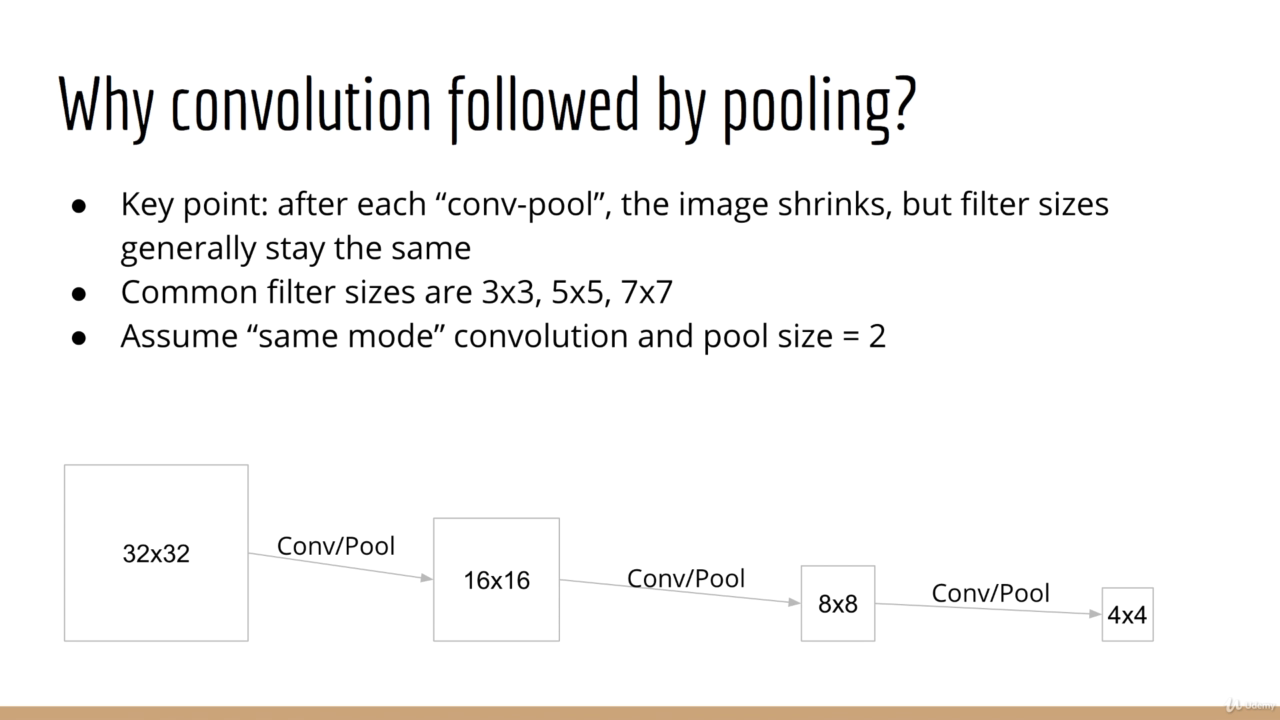 Why convolution followed by pooling?
● Key point: after each “conv-pool”, the image shrinks, but filter sizes
generally stay the same
● Common filter sizes are 3x3, 5x5, 7x7
● Assume “same mode” convolution and pool size = 2
32x32
Conv/Pool
16x16
Conv/Pool
8x8
Conv/Pool
4x4
Udemy